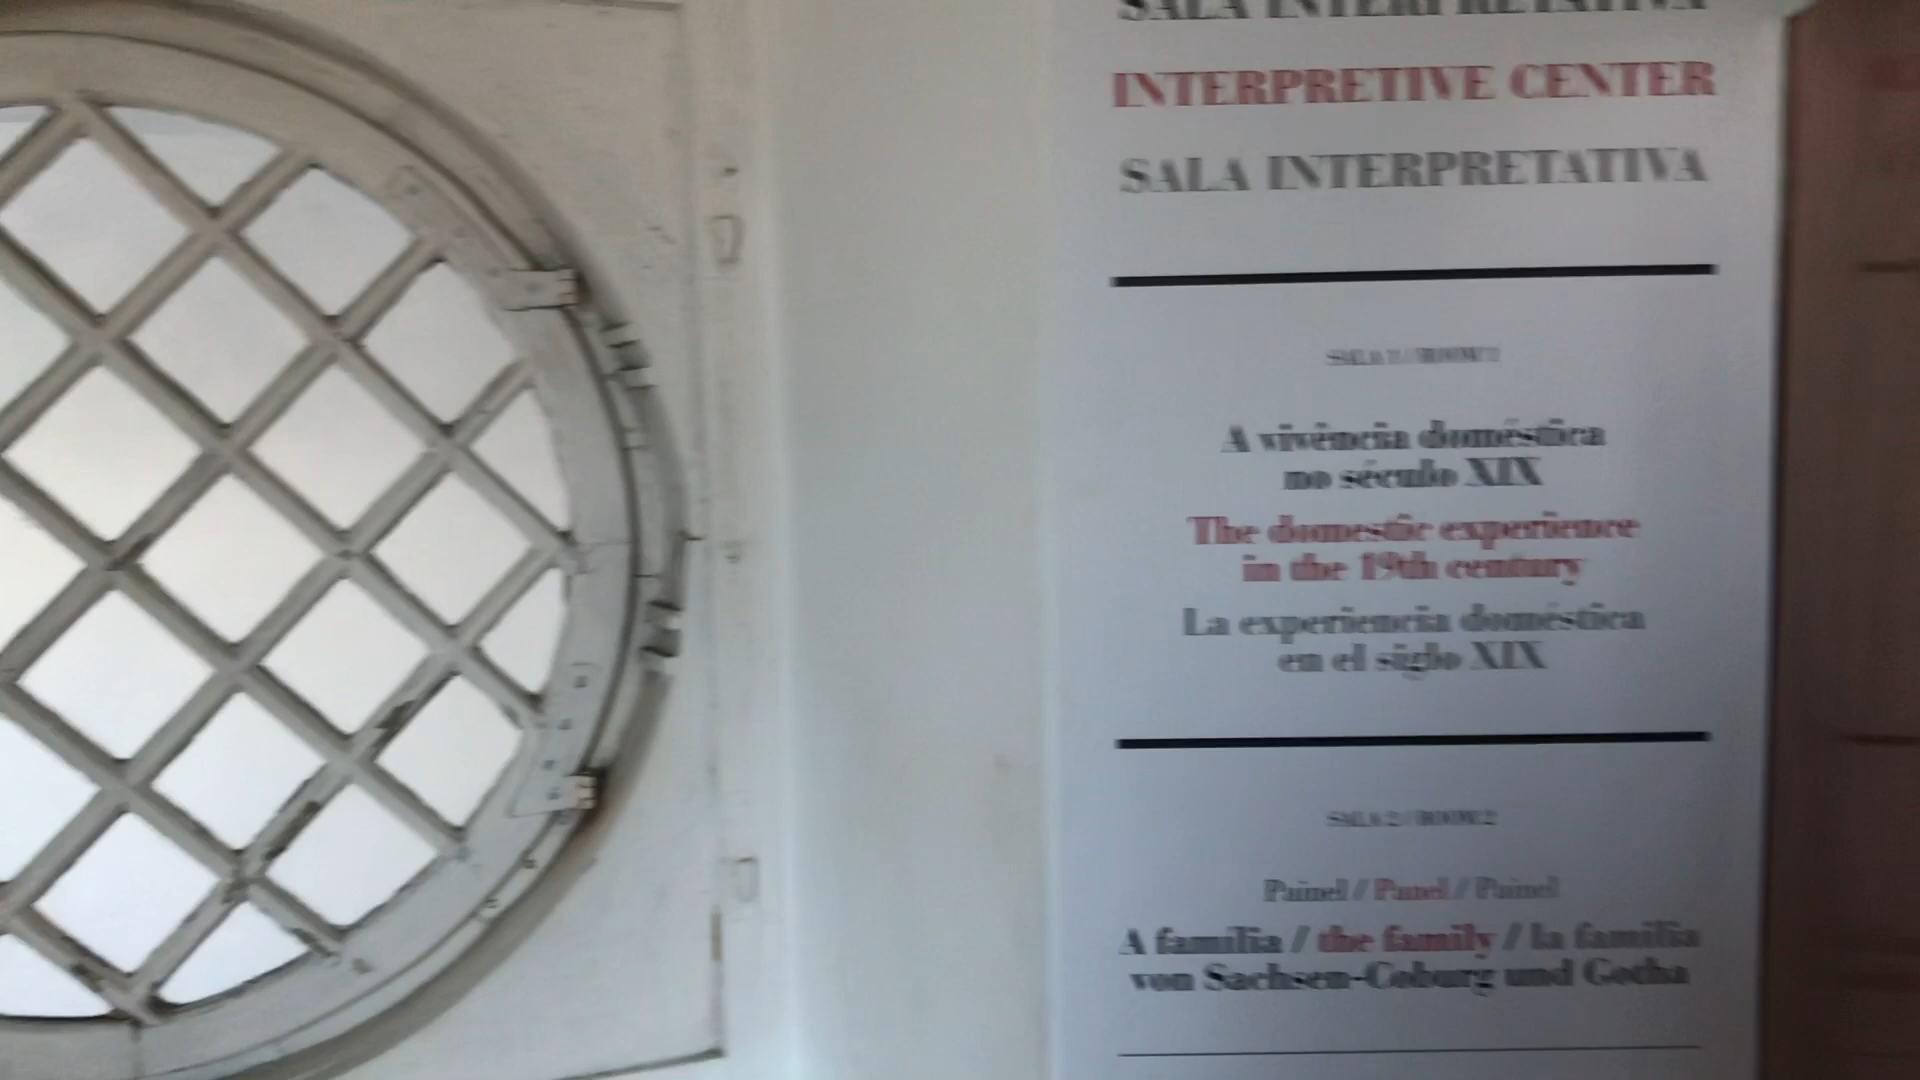 SALA INTERPRETATIVA
INTERPRETIVE CENTER
SALA INTERPRETATIVA
SALA 1 / ROOM 1
A vivência doméstica
no século XIX
The domestic experience
in the 19th century
La experiencia doméstica
en el siglo XIX
SALA 2 / ROOM 2
Painel // Panel // Painel
A família / the family / la familia
von Sachsen-Coburg und Gotha